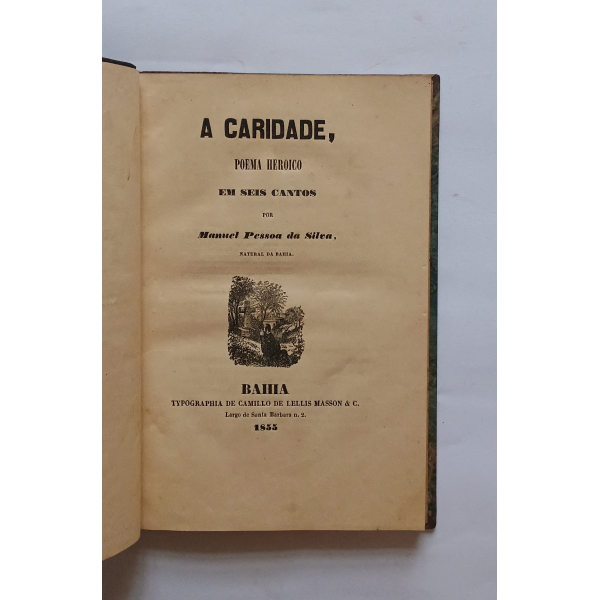 A CARIDADE,
POEMA HEROICO
EM SEIS CANTOS
POR
Manuel Pessoa da Silva,
NATURAL DA BAHIA.
BAHIA
TYPOGRAPHIA DE CAMILLO DE LELLIS MASSON & C.
Largo de Santa Barbara n. 2.
1855